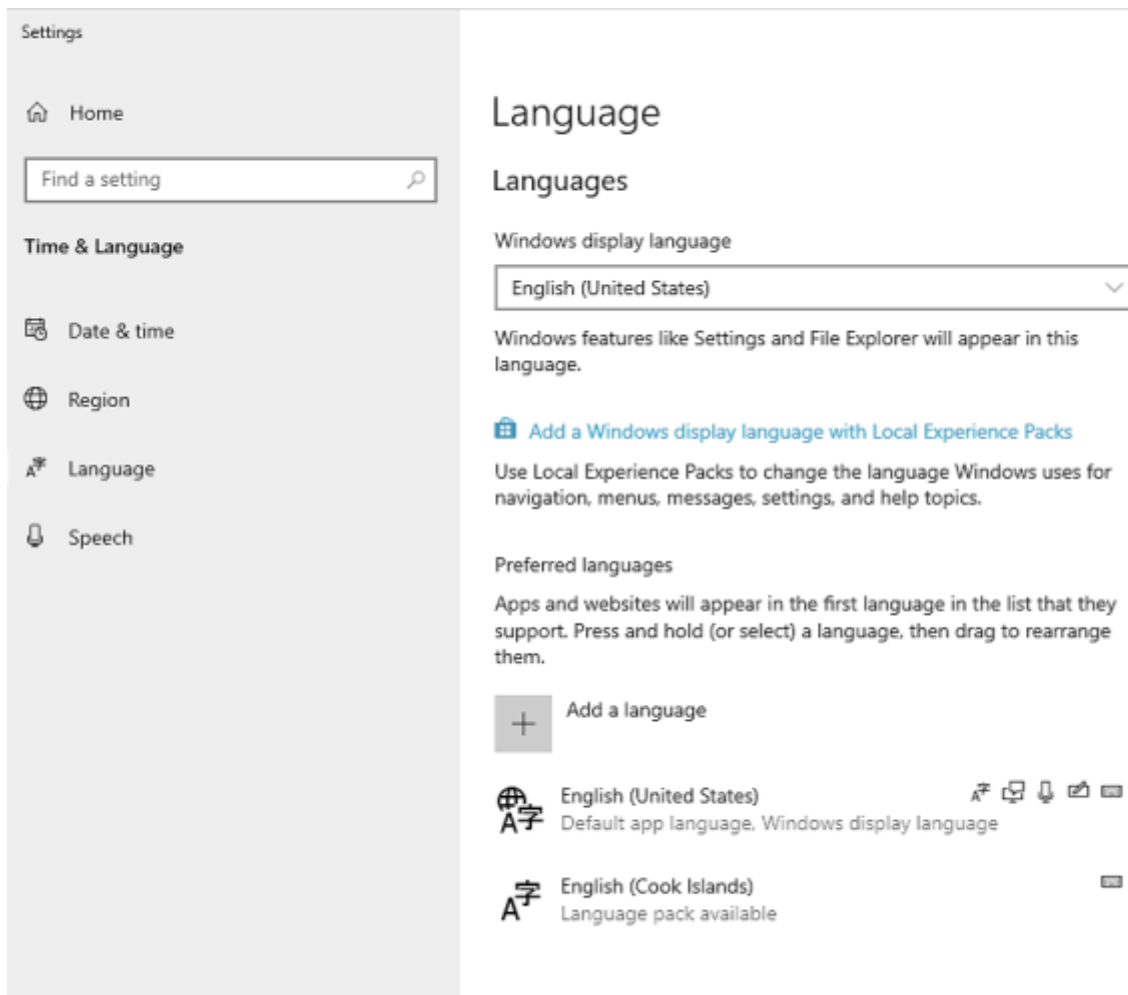 Settings
Home
Find a setting
Time & Language
Date & time
Region
Language
Speech
Language
Languages
Windows display language
English (United States)
Windows features like Settings and File Explorer will appear in this
language.
Add a Windows display language with Local Experience Packs
Use Local Experience Packs to change the language Windows uses for
navigation, menus, messages, settings, and help topics.
Preferred languages
Apps and websites will appear in the first language in the list that they
support. Press and hold (or select) a language, then drag to rearrange
them.
Add a language
English (United States)
Default app language, Windows display language
English (Cook Islands)
Language pack available